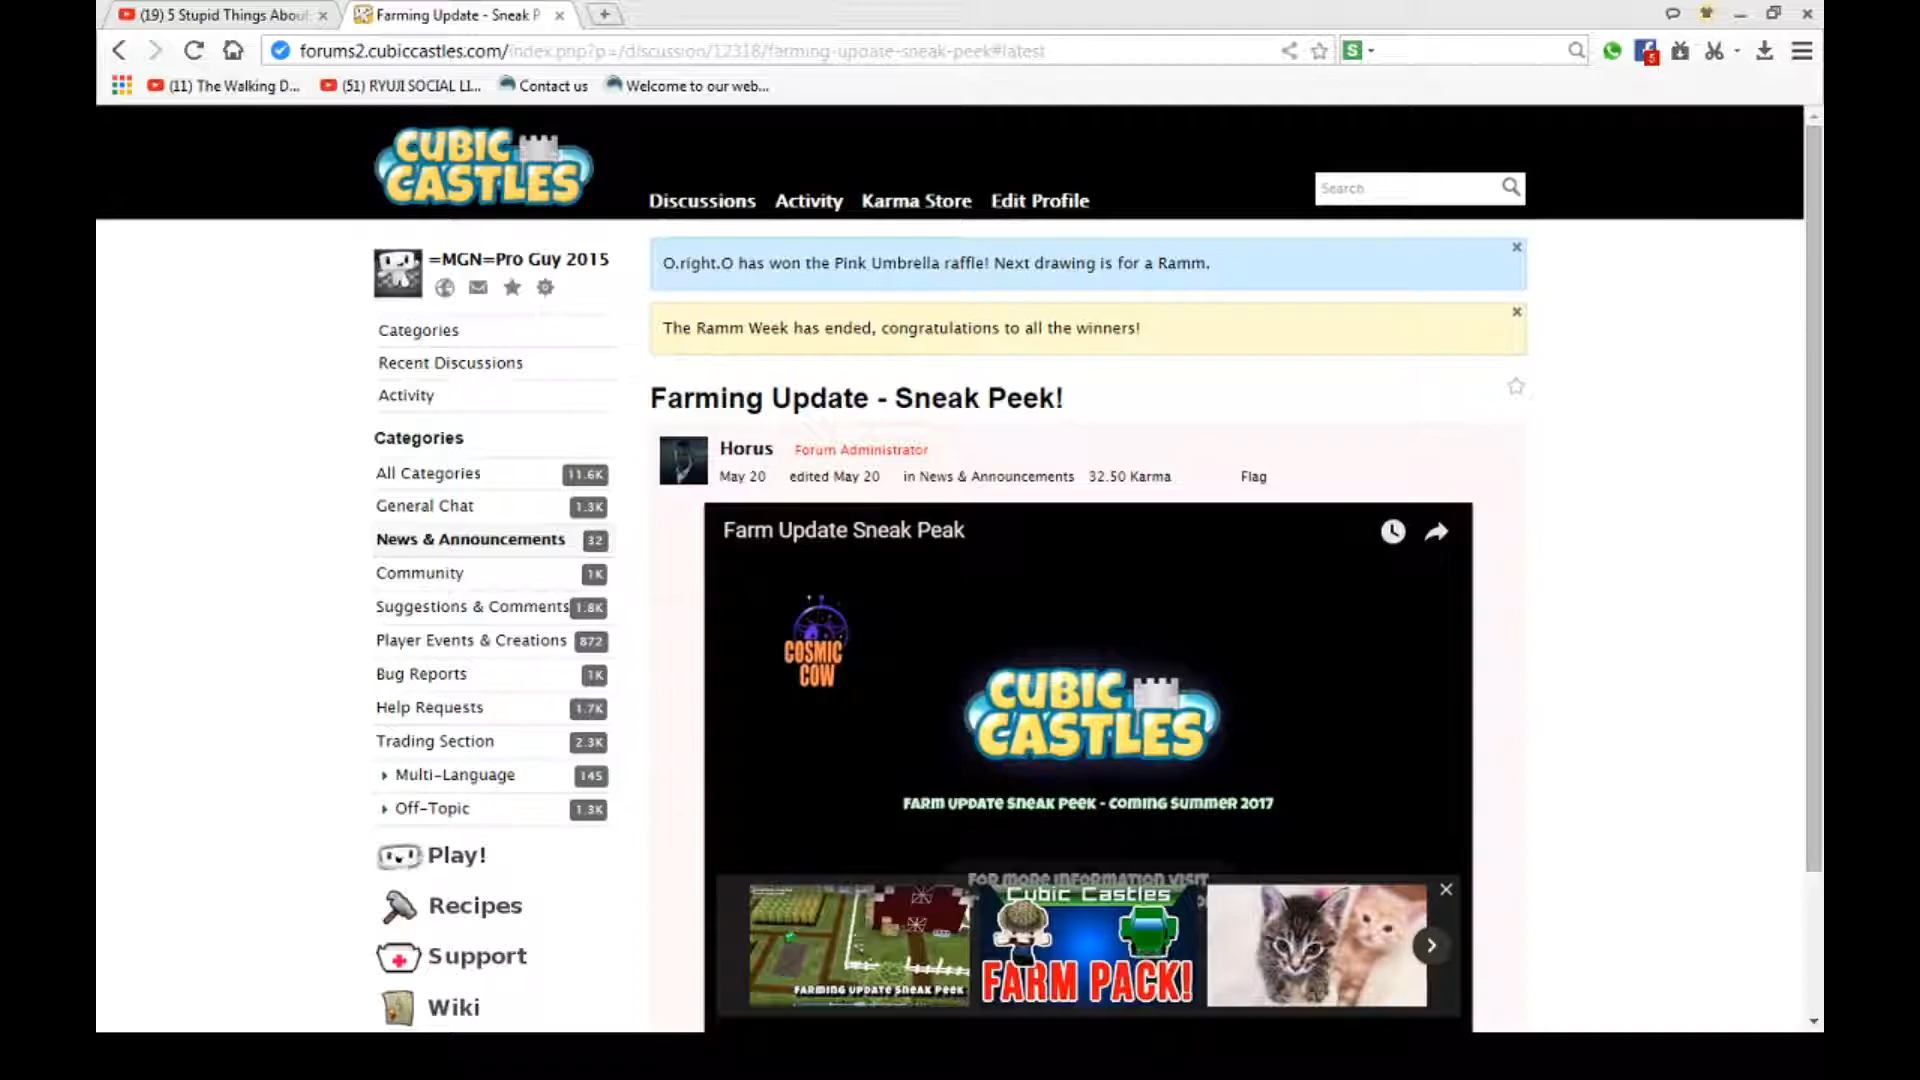 (19) 5 Stupid Things About
Farming Update - Sneak P
forums2.cubiccastles.com/index.php?p=/discussion/12318/farming-update-sneak-peek#latest
S
5
(11) The Walking D...
(51) RYUJI SOCIAL LI...
Contact us
Welcome to our web...
CUBIC
CASTLES
Discussions
Activity
Karma Store
Edit Profile
Search
=MGN=Pro Guy 2015
O.right.O has won the Pink Umbrella raffle! Next drawing is for a Ramm.
The Ramm Week has ended, congratulations to all the winners!
Categories
Recent Discussions
Activity
Categories
All Categories 11.6K
General Chat 1.3K
News & Announcements 32
Community 1K
Suggestions & Comments 1.8K
Player Events & Creations 872
Bug Reports 1K
Help Requests 1.7K
Trading Section 2.3K
Multi-Language 145
Off-Topic 1.3K
Play!
Recipes
Support
Wiki
Farming Update - Sneak Peek!
Horus Forum Administrator
May 20 edited May 20 in News & Announcements 32.50 Karma Flag
Farm Update Sneak Peak
COSMIC
COW
CUBIC
CASTLES
Farm Update Sneak Peek - Coming Summer 2017
FOR MORE INFORMATION VISIT
FARMING UPDATE SNEAK PEEK
Cubic Castles
FARM PACK!